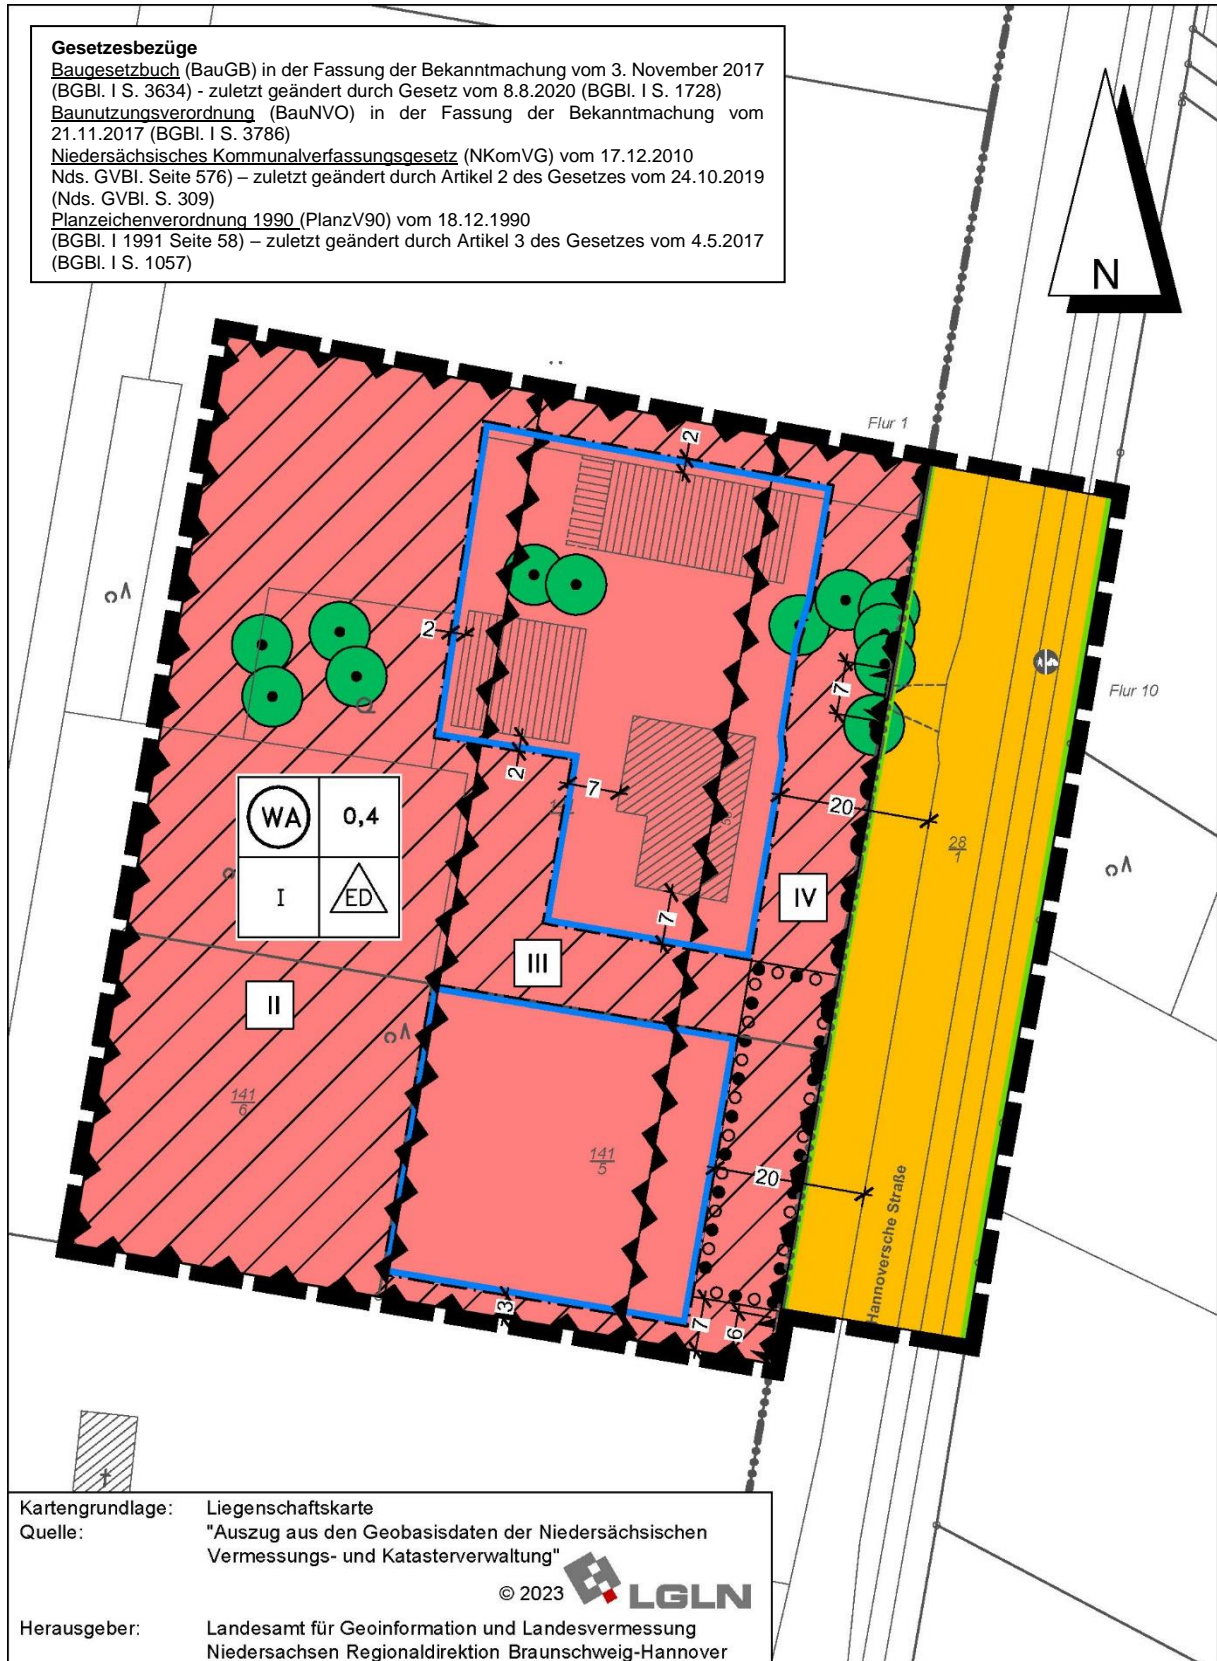 Gesetzesbezüge
Baugesetzbuch (BauGB) in der Fassung der Bekanntmachung vom 3. November 2017
(BGBl. I S. 3634) - zuletzt geändert durch Gesetz vom 8.8.2020 (BGBl. I S. 1728)
Baunutzungsverordnung (BauNVO) in der Fassung der Bekanntmachung vom
21.11.2017 (BGBl. I S. 3786)
Niedersächsisches Kommunalverfassungsgesetz (NKomVG) vom 17.12.2010
Nds. GVBl. Seite 576) – zuletzt geändert durch Artikel 2 des Gesetzes vom 24.10.2019
(Nds. GVBl. S. 309)
Planzeichenverordnung 1990 (PlanzV90) vom 18.12.1990
(BGBl. I 1991 Seite 58) – zuletzt geändert durch Artikel 3 des Gesetzes vom 4.5.2017
(BGBl. I S. 1057)
N
Flur 1
2
2
Flur 10
7
2
7
20
WA 0,4
28
1
I ED
IV
7
III
II
141
6
141
5
20
Hannoversche Straße
3
7
6
Kartengrundlage: Liegenschaftskarte
Quelle: "Auszug aus den Geobasisdaten der Niedersächsischen
Vermessungs- und Katasterverwaltung"
© 2023 LGLN
Herausgeber: Landesamt für Geoinformation und Landesvermessung
Niedersachsen Regionaldirektion Braunschweig-Hannover